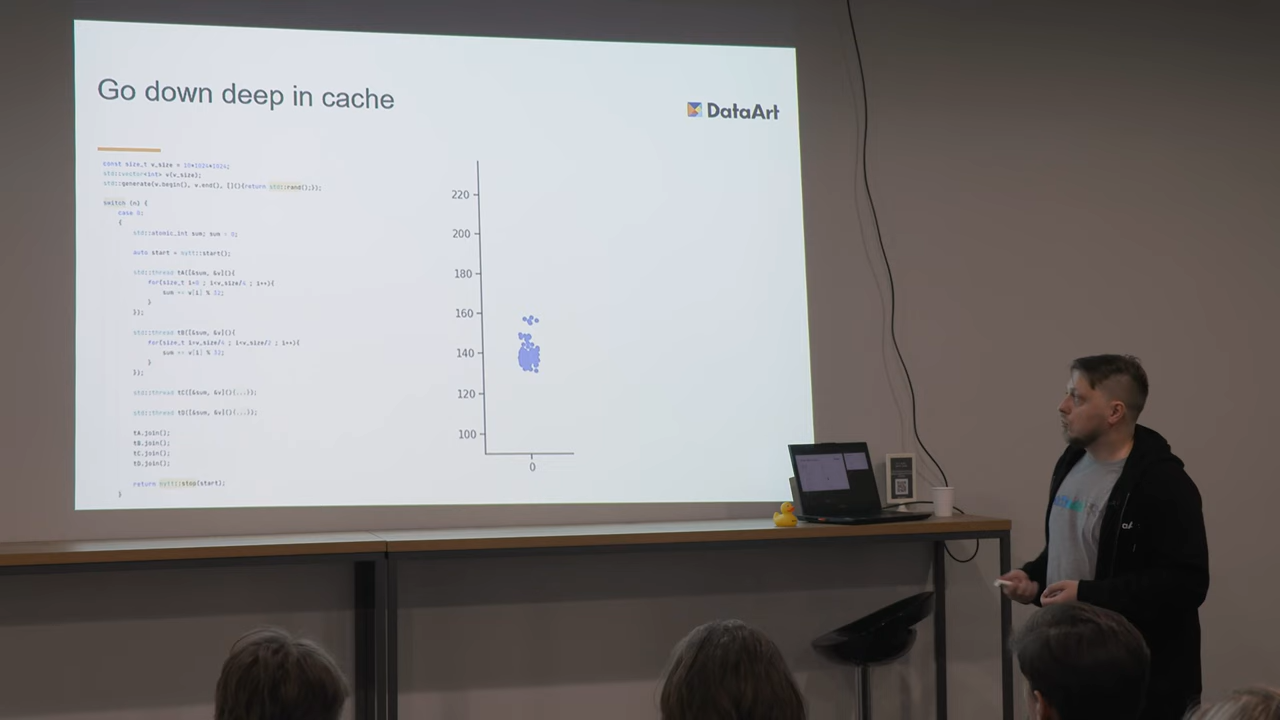 Go down deep in cache
DataArt
const size_t v_size = 10*1024*1024;
std::vector<int> v(v_size);
std::generate(v.begin(), v.end(), [](){return std::rand();});
switch (n) {
case 0:
{
std::atomic_int sum; sum = 0;
auto start = nstt::start();
std::thread tA([&sum, &v](){
for(size_t i=0 ; i<v_size/4 ; i++){
sum += v[i] % 32;
}
});
std::thread tB([&sum, &v](){
for(size_t i=v_size/4 ; i<v_size/2 ; i++){
sum += v[i] % 32;
}
});
std::thread tC([&sum, &v](){...});
std::thread tD([&sum, &v](){...});
tA.join();
tB.join();
tC.join();
tD.join();
return nstt::stop(start);
}
220
200
180
160
140
120
100
0